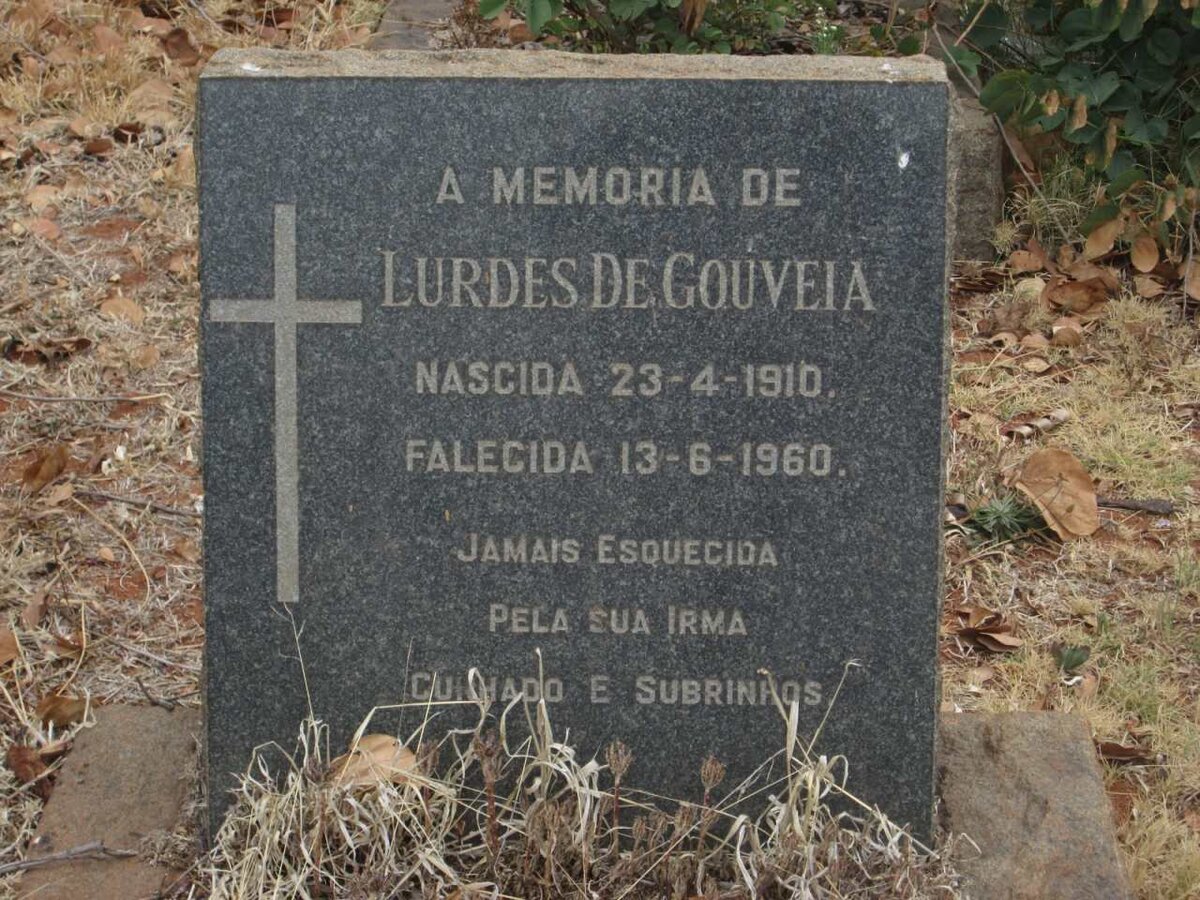 A MEMORIA DE
LURDES DE GOUVEIA
NASCIDA 23-4-1910.
FALECIDA 13-6-1960.
JAMAIS ESQUECIDA
PELA SUA IRMA
CUNHADO E SUBRINHOS